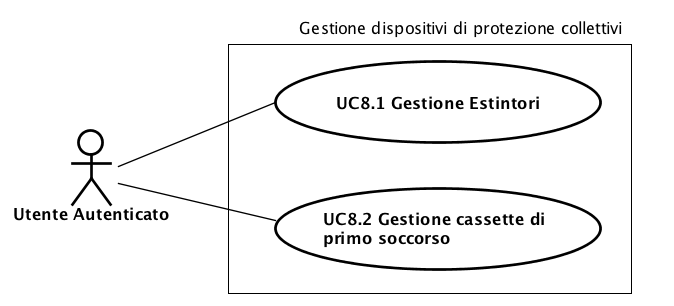 Gestione dispositivi di protezione collettivi
UC8.1 Gestione Estintori
Utente Autenticato
UC8.2 Gestione cassette di
primo soccorso